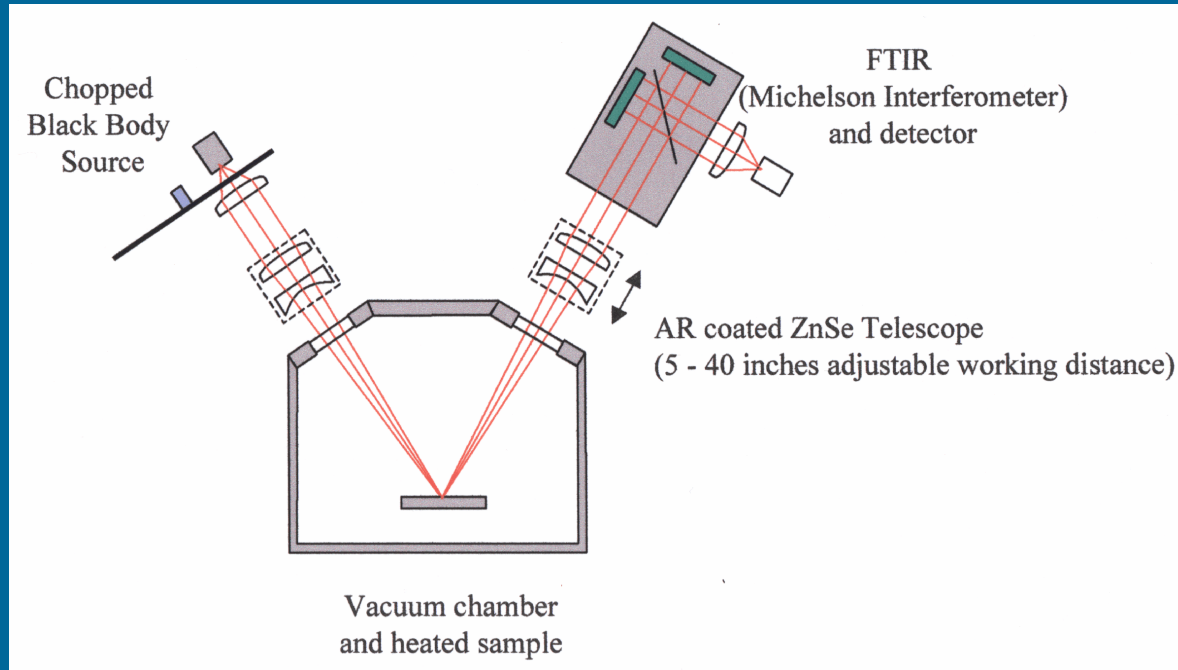 Chopped
Black Body
Source
FTIR
(Michelson Interferometer)
and detector
AR coated ZnSe Telescope
(5 - 40 inches adjustable working distance)
Vacuum chamber
and heated sample